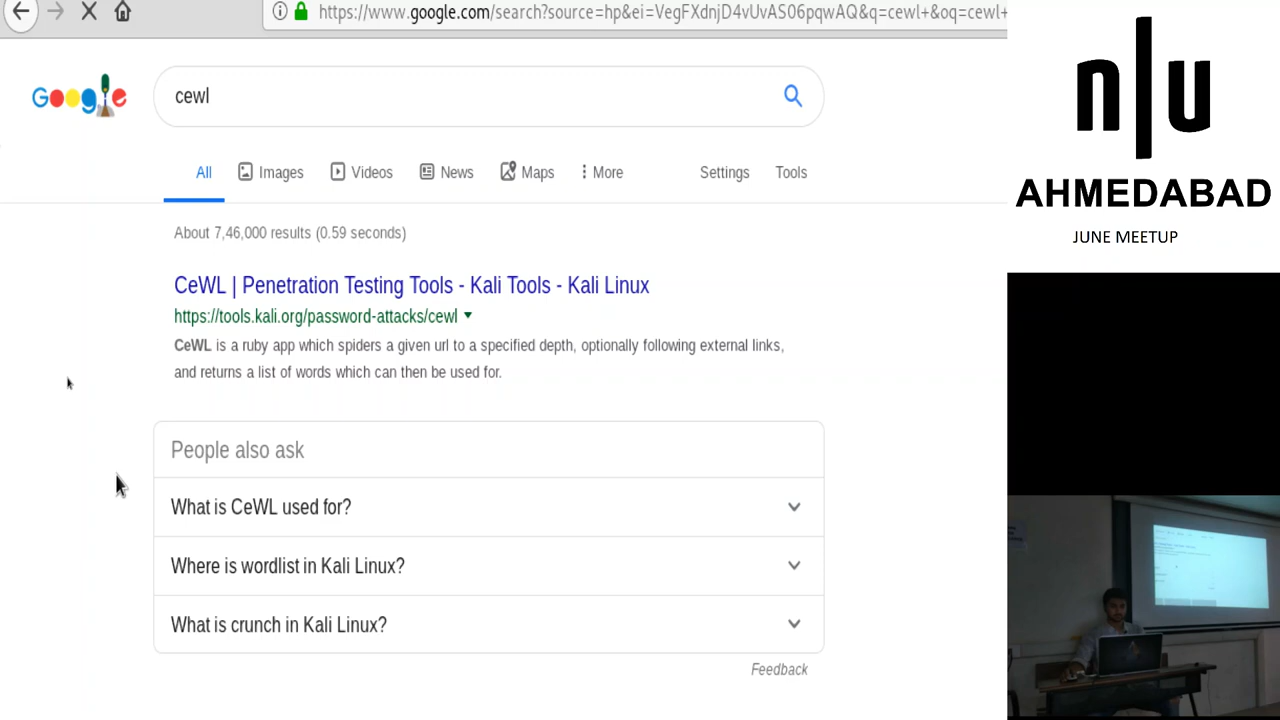 https://www.google.com/search?source=hp&ei=VegFXdnjD4vUvAS06pqwAQ&q=cewl+&oq=cewl+
Google
cewl
All Images Videos News Maps More Settings Tools
About 7,46,000 results (0.59 seconds)
CeWL | Penetration Testing Tools - Kali Tools - Kali Linux
https://tools.kali.org/password-attacks/cewl
CeWL is a ruby app which spiders a given url to a specified depth, optionally following external links,
and returns a list of words which can then be used for.
People also ask
What is CeWL used for?
Where is wordlist in Kali Linux?
What is crunch in Kali Linux?
Feedback
n|u
AHMEDABAD
JUNE MEETUP